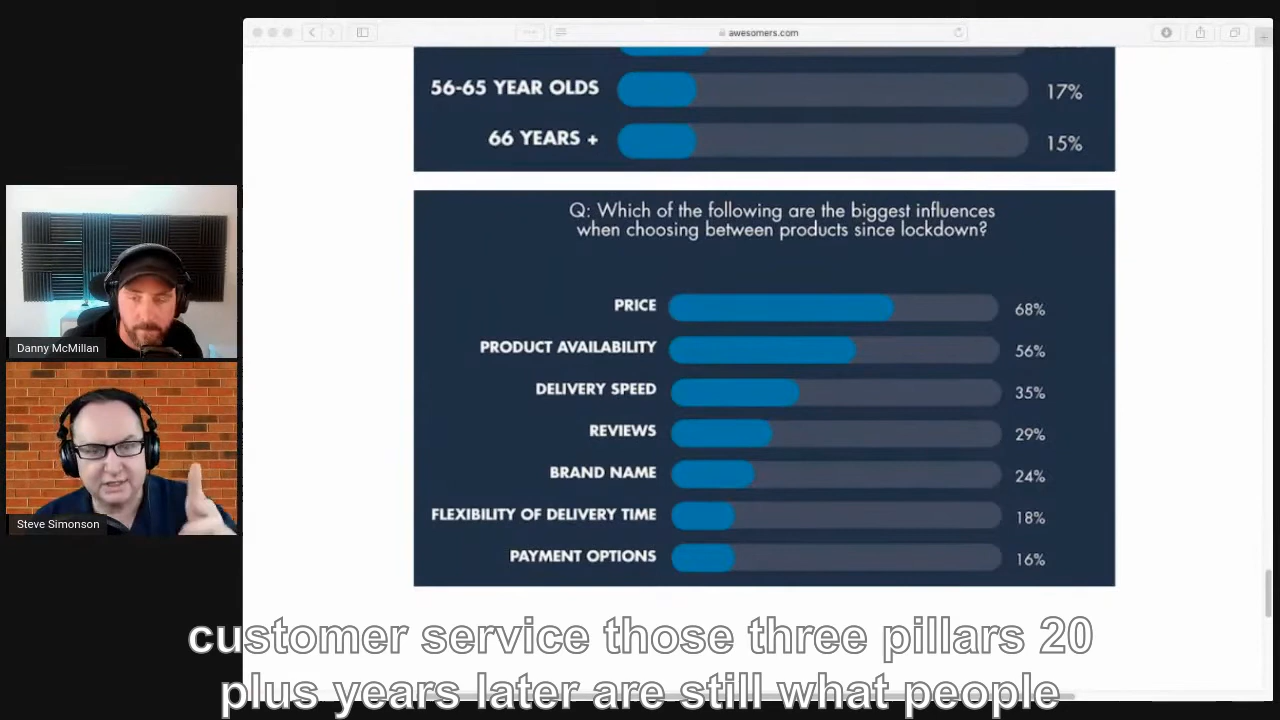 awesomers.com
56-65 YEAR OLDS 17%
66 YEARS + 15%
Q: Which of the following are the biggest influences
when choosing between products since lockdown?
PRICE 68%
PRODUCT AVAILABILITY 56%
DELIVERY SPEED 35%
REVIEWS 29%
BRAND NAME 24%
FLEXIBILITY OF DELIVERY TIME 18%
PAYMENT OPTIONS 16%
Danny McMillan
Steve Simonson
customer service those three pillars 20
plus years later are still what people